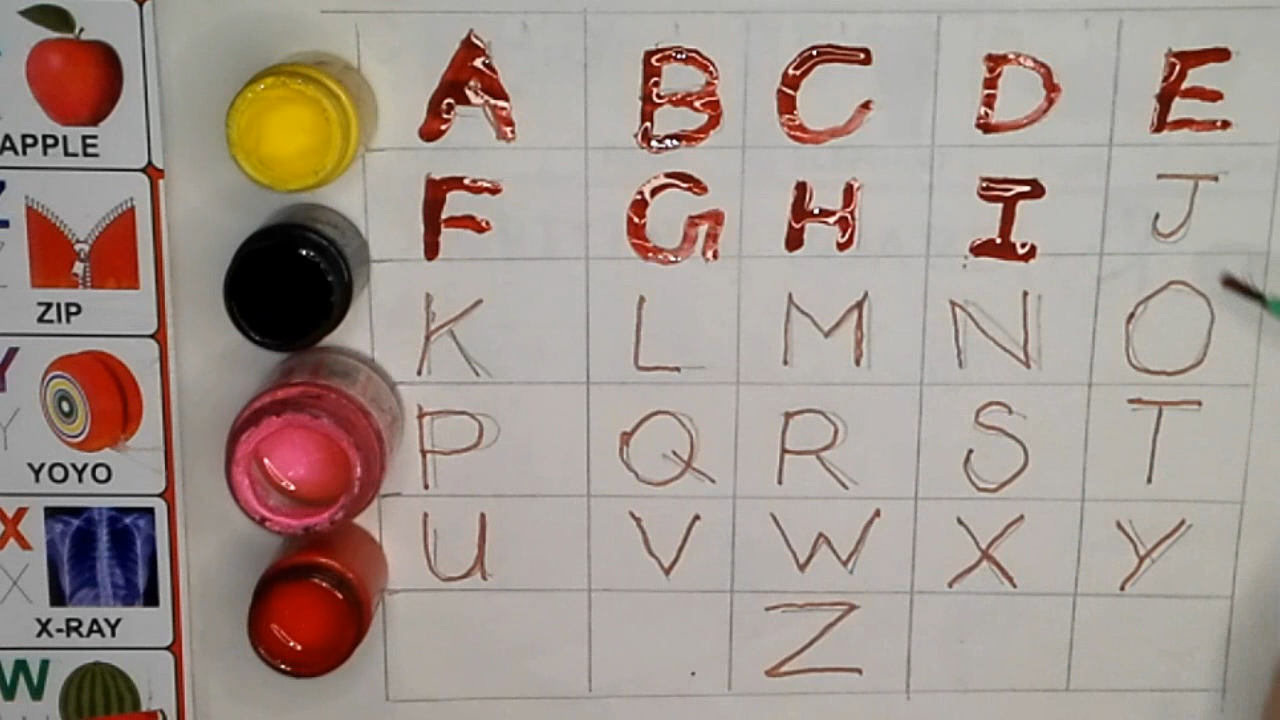 APPLE
Z
Z
ZIP
Y
Y
YOYO
X
X
X-RAY
W
A B C D E
F G H I J
K L M N O
P Q R S T
U V W X Y
Z